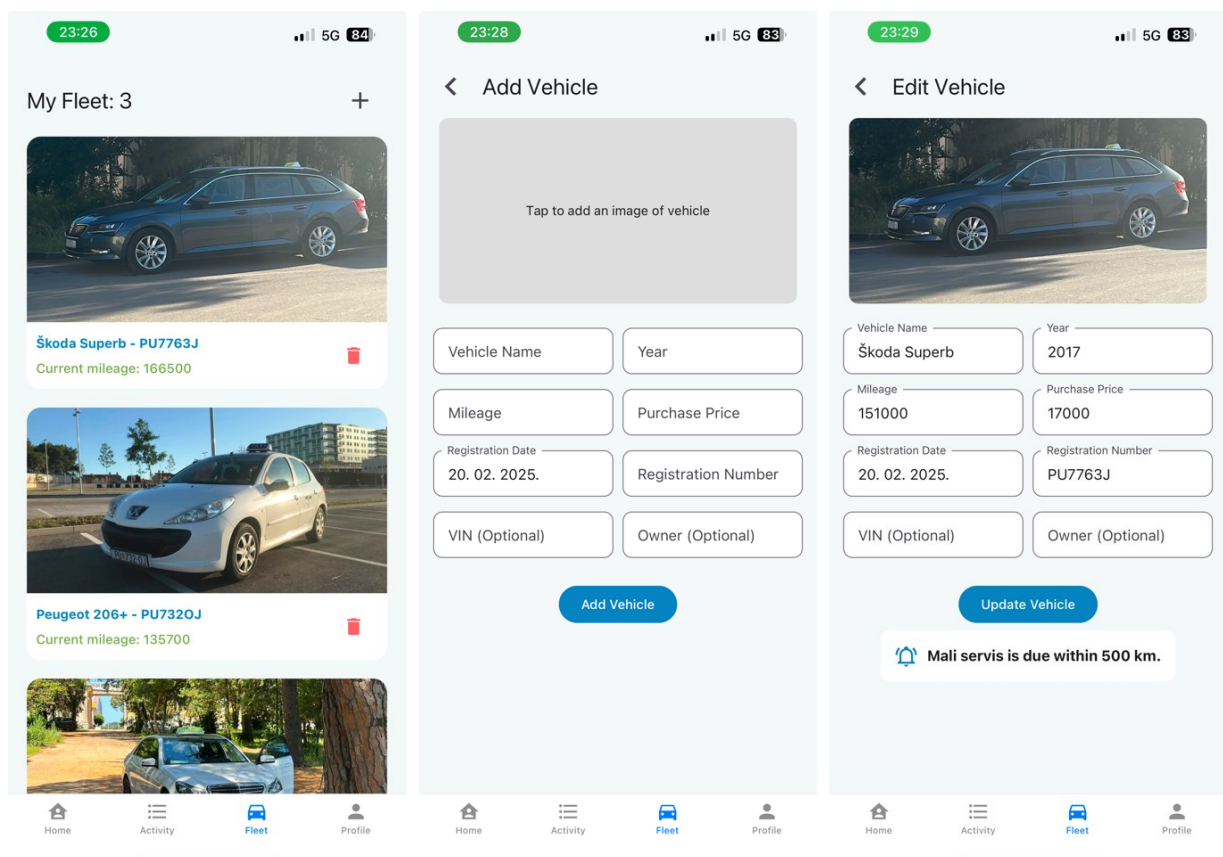 23:26
5G 84
My Fleet: 3
+
Škoda Superb - PU7763J
Current mileage: 166500
PU·732OJ
Peugeot 206+ - PU732OJ
Current mileage: 135700
Home
Activity
Fleet
Profile
23:28
5G 83
Add Vehicle
Tap to add an image of vehicle
Vehicle Name
Year
Mileage
Purchase Price
Registration Date
20. 02. 2025.
Registration Number
VIN (Optional)
Owner (Optional)
Add Vehicle
Home
Activity
Fleet
Profile
23:29
5G 83
Edit Vehicle
Vehicle Name
Škoda Superb
Year
2017
Mileage
151000
Purchase Price
17000
Registration Date
20. 02. 2025.
Registration Number
PU7763J
VIN (Optional)
Owner (Optional)
Update Vehicle
Mali servis is due within 500 km.
Home
Activity
Fleet
Profile